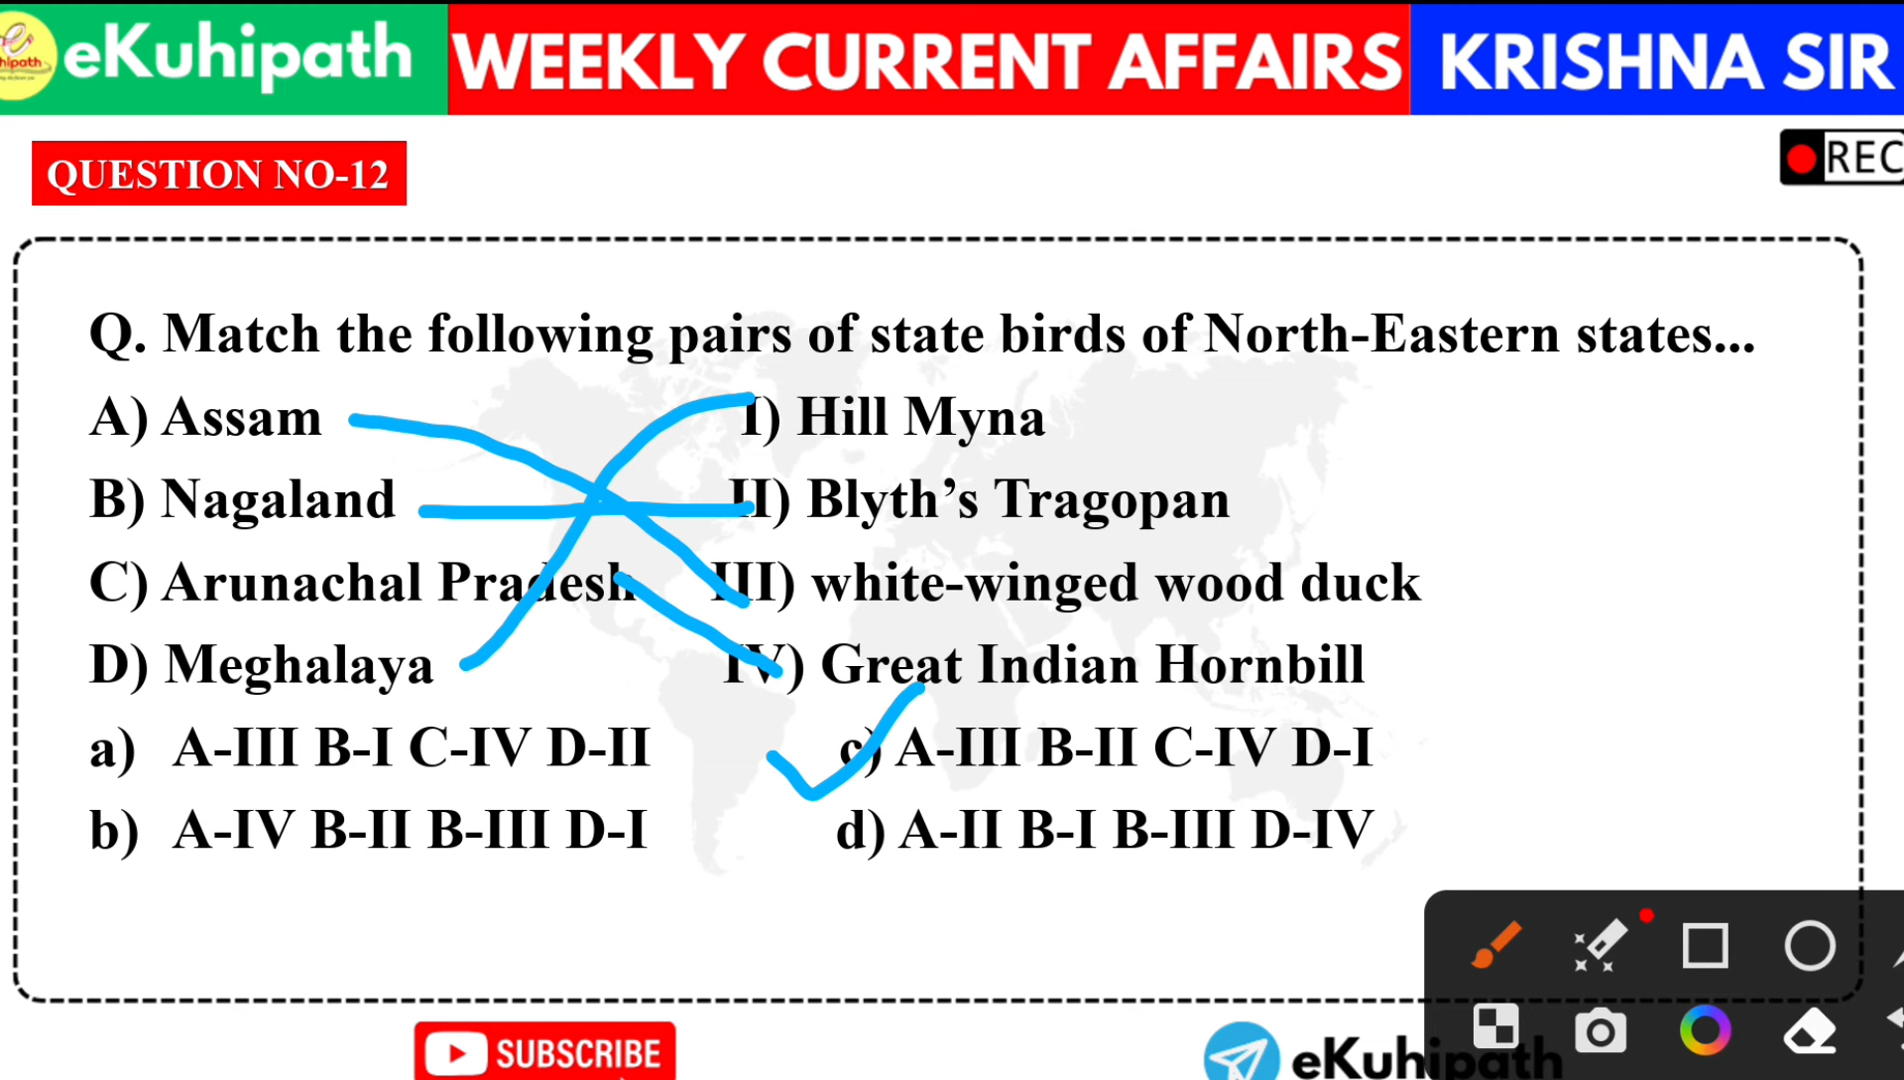 hipath
eKuhipath WEEKLY CURRENT AFFAIRS KRISHNA SIR
QUESTION NO-12
REC
Q. Match the following pairs of state birds of North-Eastern states...
A) Assam I) Hill Myna
B) Nagaland II) Blyth’s Tragopan
C) Arunachal Pradesh III) white-winged wood duck
D) Meghalaya IV) Great Indian Hornbill
a) A-III B-I C-IV D-II c) A-III B-II C-IV D-I
b) A-IV B-II B-III D-I d) A-II B-I B-III D-IV
SUBSCRIBE eKuhipath